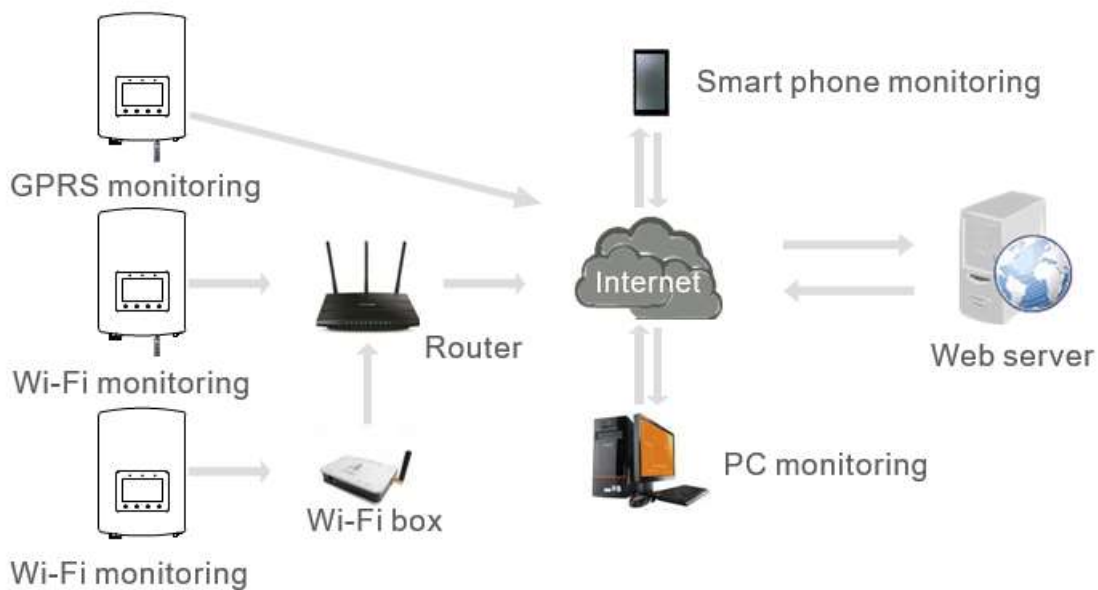 Smart phone monitoring
GPRS monitoring
Internet
Router
Web server
Wi-Fi monitoring
PC monitoring
Wi-Fi box
Wi-Fi monitoring